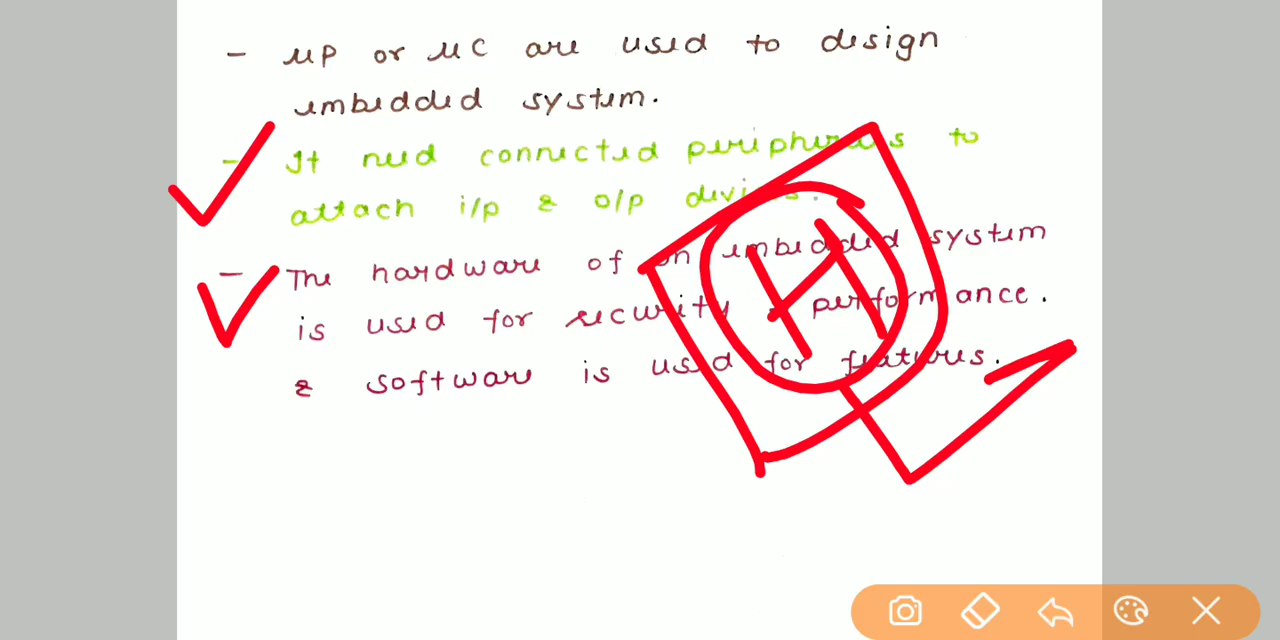 - μP or μC are used to design
embedded system.
- It need connected peripherals to
attach i/p & o/p devices.
- The hardware of an embedded system
is used for security & performance.
& software is used for features.
H